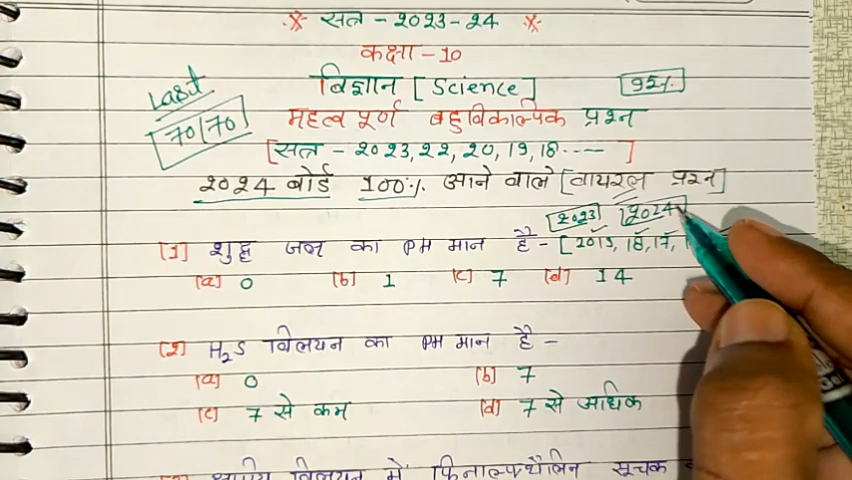 ※ सत्र - 2023-24 ※
कक्षा - 10
विज्ञान [Science]
95%
Last
70/70
महत्वपूर्ण बहुविकल्पिक प्रश्न
[सत्र - 2023, 22, 20, 19, 18 ----- ]
2024 बोर्ड 100% आने वाले [वायरल प्रश्न]
2023 2024
(1) शुद्ध जल का PH मान है - [2019, 18, 17,
(a) 0 (b) 1 (c) 7 (d) 14
(2) H₂S विलयन का PH मान है -
(a) 0 (b) 7
(c) 7 से कम (d) 7 से अधिक
विलयन में फिनाल्फ्थैलिन सूचक